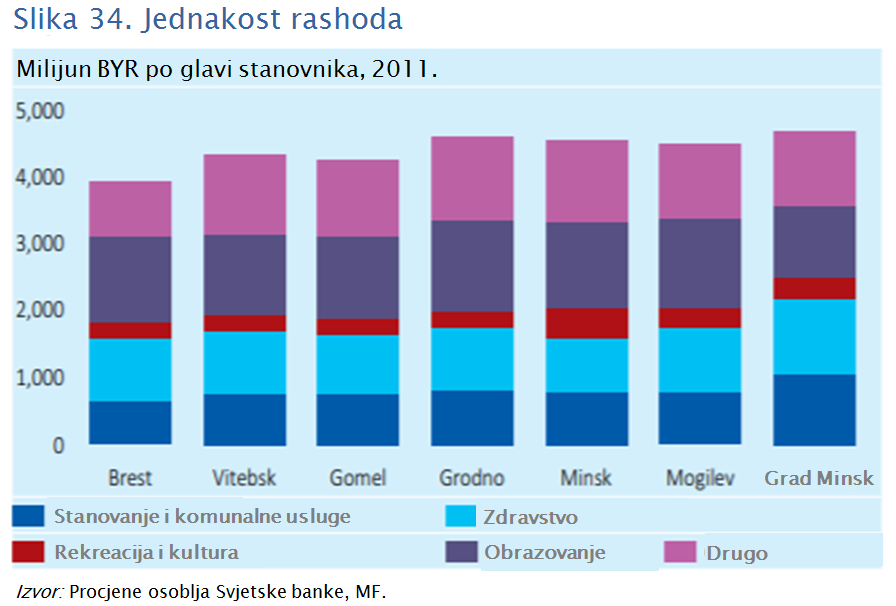 Slika 34. Jednakost rashoda
Milijun BYR po glavi stanovnika, 2011.
5,000
4,000
3,000
2,000
1,000
0
Brest Vitebsk Gomel Grodno Minsk Mogilev Grad Minsk
Stanovanje i komunalne usluge Zdravstvo
Rekreacija i kultura Obrazovanje Drugo
Izvor: Procjene osoblja Svjetske banke, MF.